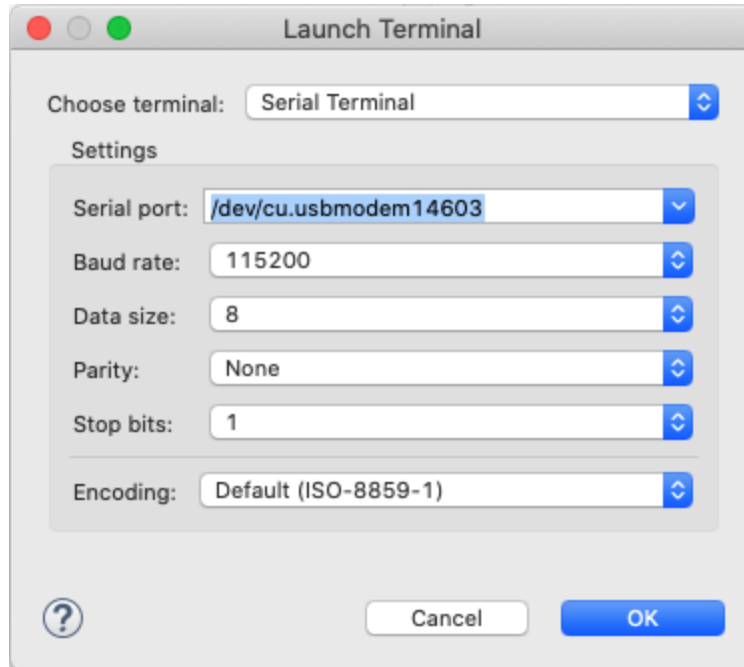 Launch Terminal
Choose terminal: Serial Terminal
Settings
Serial port: /dev/cu.usbmodem14603
Baud rate: 115200
Data size: 8
Parity: None
Stop bits: 1
Encoding: Default (ISO-8859-1)
? Cancel OK